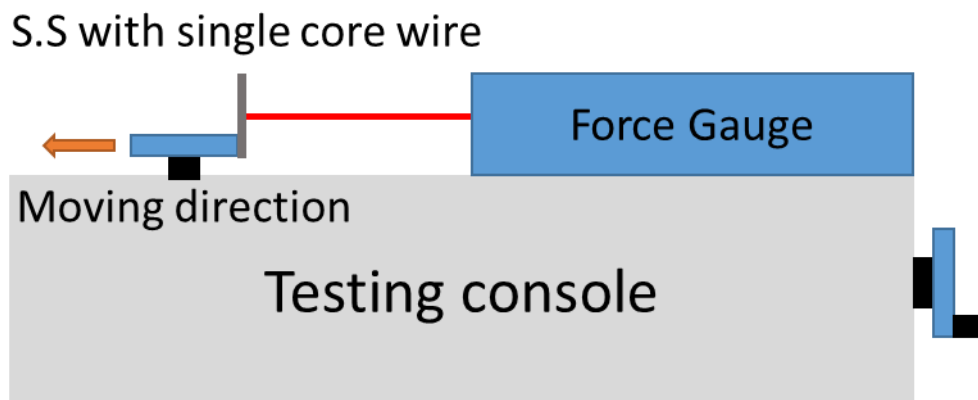 S.S with single core wire
Force Gauge
Moving direction
Testing console